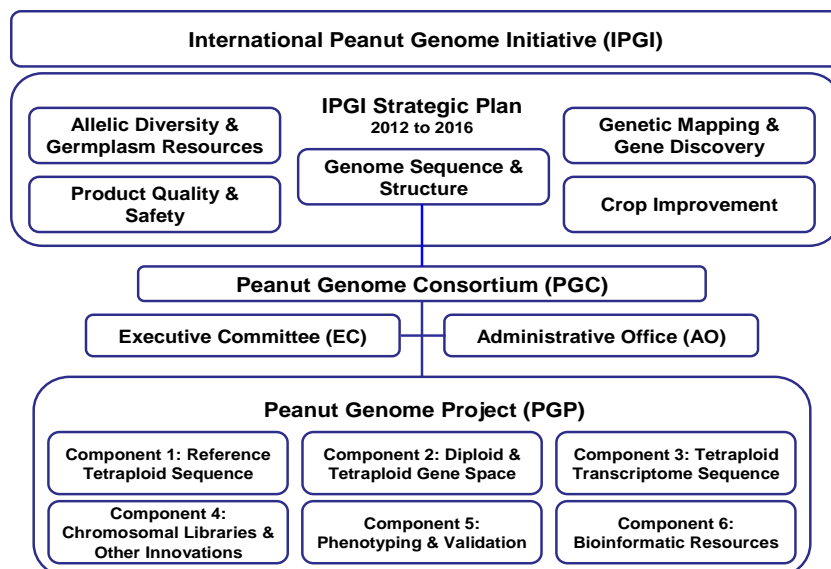 International Peanut Genome Initiative (IPGI)
IPGI Strategic Plan
2012 to 2016
Allelic Diversity &
Germplasm Resources
Genome Sequence &
Structure
Genetic Mapping &
Gene Discovery
Product Quality &
Safety
Crop Improvement
Peanut Genome Consortium (PGC)
Executive Committee (EC)
Administrative Office (AO)
Peanut Genome Project (PGP)
Component 1: Reference
Tetraploid Sequence
Component 2: Diploid &
Tetraploid Gene Space
Component 3: Tetraploid
Transcriptome Sequence
Component 4:
Chromosomal Libraries &
Other Innovations
Component 5:
Phenotyping & Validation
Component 6:
Bioinformatic Resources